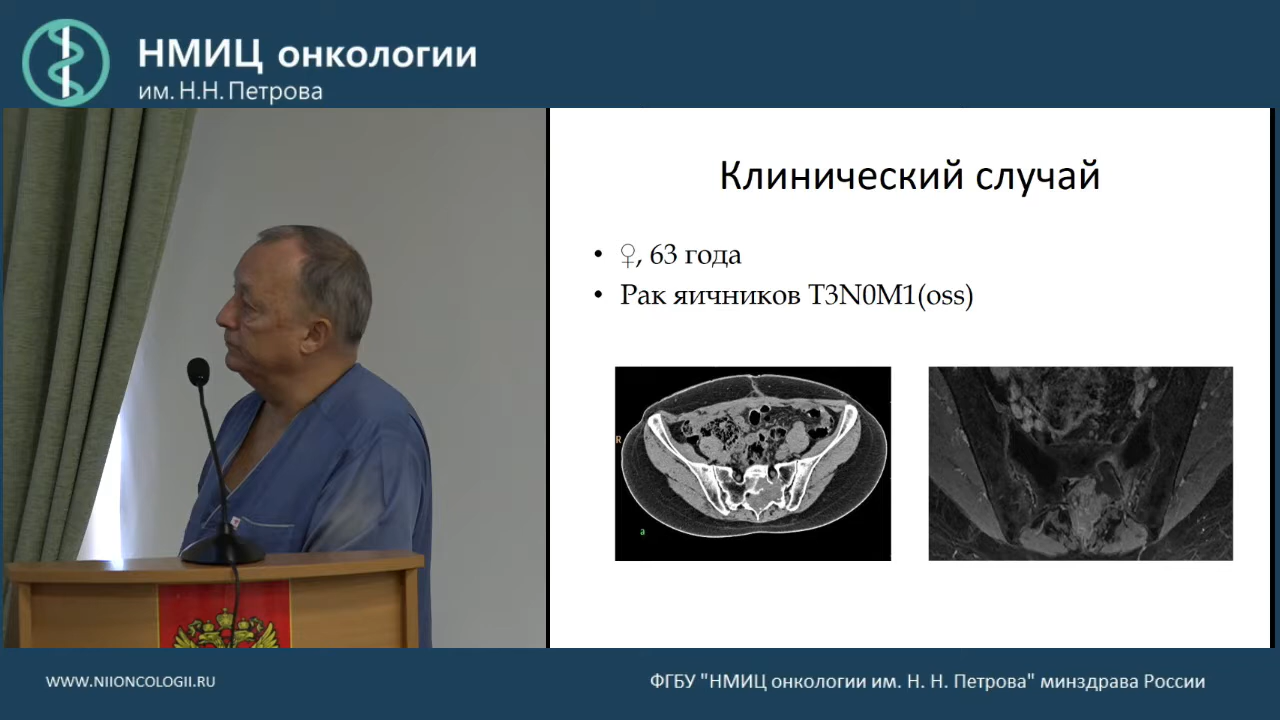 НМИЦ онкологии
им. Н.Н. Петрова
Клинический случай
• ♀, 63 года
• Рак яичников T3N0M1(oss)
R
a
WWW.NIIONCOLOGII.RU
ФГБУ "НМИЦ онкологии им. Н. Н. Петрова" минздрава России